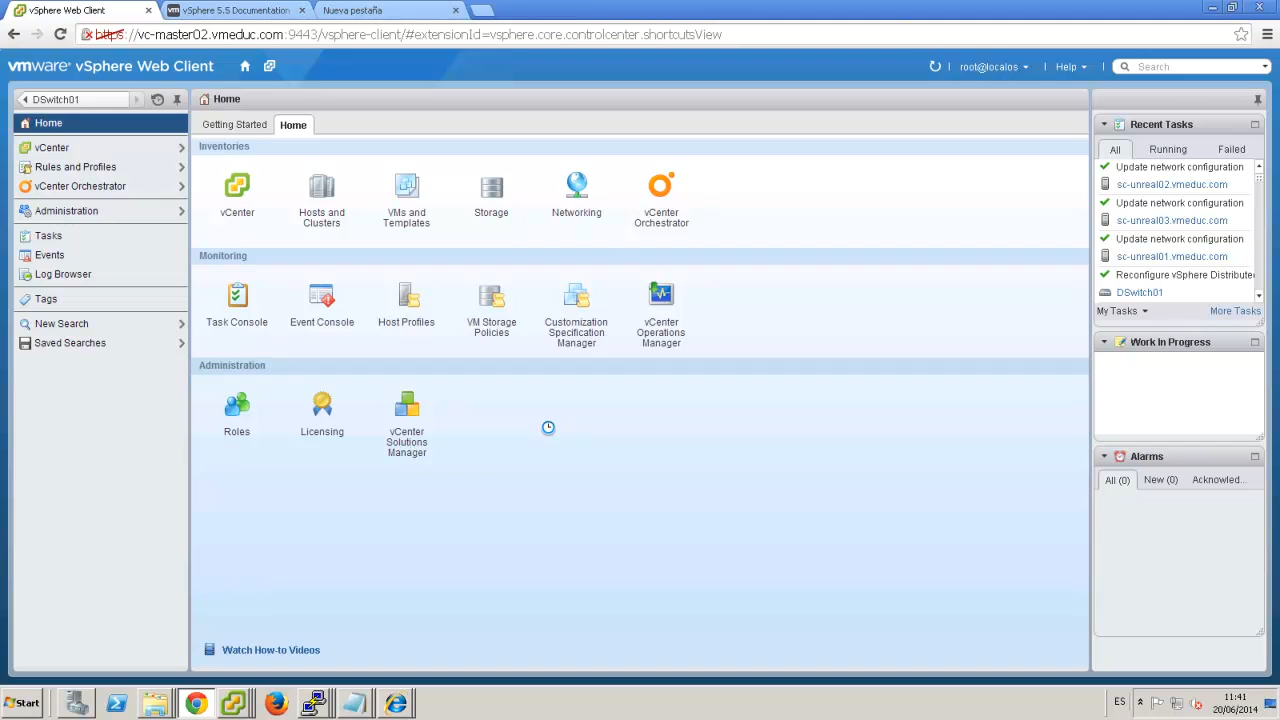 vSphere Web Client
vSphere 5.5 Documentation
Nueva pestaña
https://vc-master02.vmeduc.com:9443/vsphere-client/#extensionId=vsphere.core.controlcenter.shortcutsView
vmware® vSphere Web Client
root@localos
Help
Search
DSwitch01
Home
vCenter
Rules and Profiles
vCenter Orchestrator
Administration
Tasks
Events
Log Browser
Tags
New Search
Saved Searches
Home
Getting Started
Home
Inventories
vCenter
Hosts and Clusters
VMs and Templates
Storage
Networking
vCenter Orchestrator
Monitoring
Task Console
Event Console
Host Profiles
VM Storage Policies
Customization Specification Manager
vCenter Operations Manager
Administration
Roles
Licensing
vCenter Solutions Manager
Watch How-to Videos
Recent Tasks
All
Running
Failed
Update network configuration
sc-unreal02.vmeduc.com
Update network configuration
sc-unreal03.vmeduc.com
Update network configuration
sc-unreal01.vmeduc.com
Reconfigure vSphere Distribute
DSwitch01
My Tasks
More Tasks
Work In Progress
Alarms
All (0)
New (0)
Acknowled...
Start
ES
11:41
20/06/2014